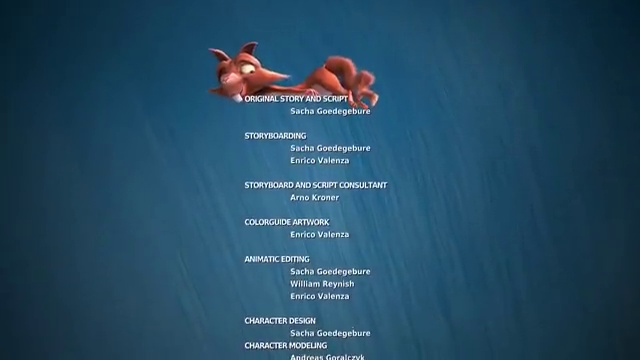 ORIGINAL STORY AND SCRIPT
Sacha Goedegebure
STORYBOARDING
Sacha Goedegebure
Enrico Valenza
STORYBOARD AND SCRIPT CONSULTANT
Arno Kroner
COLORGUIDE ARTWORK
Enrico Valenza
ANIMATIC EDITING
Sacha Goedegebure
William Reynish
Enrico Valenza
CHARACTER DESIGN
Sacha Goedegebure
CHARACTER MODELING
Andreas Goralczyk